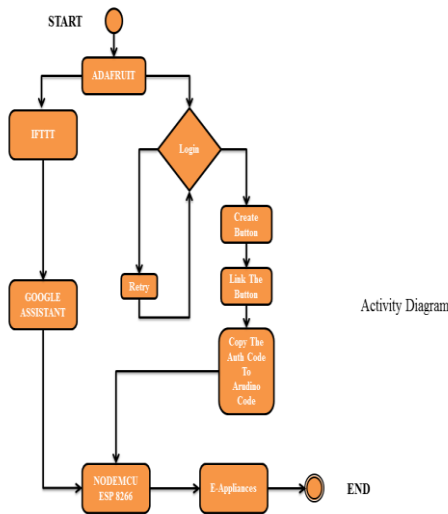 START
ADAFRUIT
IFTTT
Login
Create
Button
Retry
Link The
Button
GOOGLE
ASSISTANT
Activity Diagram
Copy The
Auth Code
To
Arudino
Code
NODEMCU
ESP 8266
E-Appliances
END